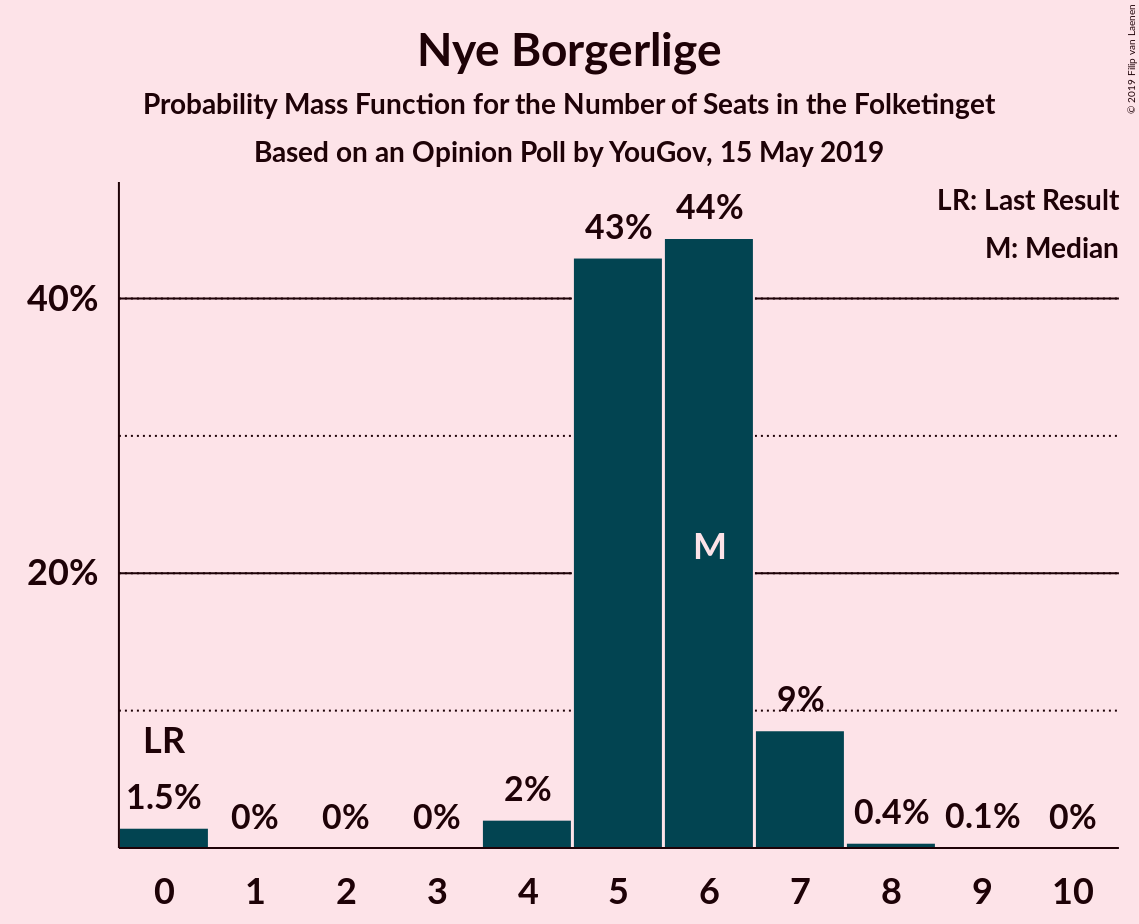 Nye Borgerlige
Probability Mass Function for the Number of Seats in the Folketinget
Based on an Opinion Poll by YouGov, 15 May 2019
© 2019 Filip van Laenen
LR: Last Result
M: Median
40%
20%
LR
1.5%
0%
0%
0%
2%
43%
44%
M
9%
0.4%
0.1%
0%
0 1 2 3 4 5 6 7 8 9 10